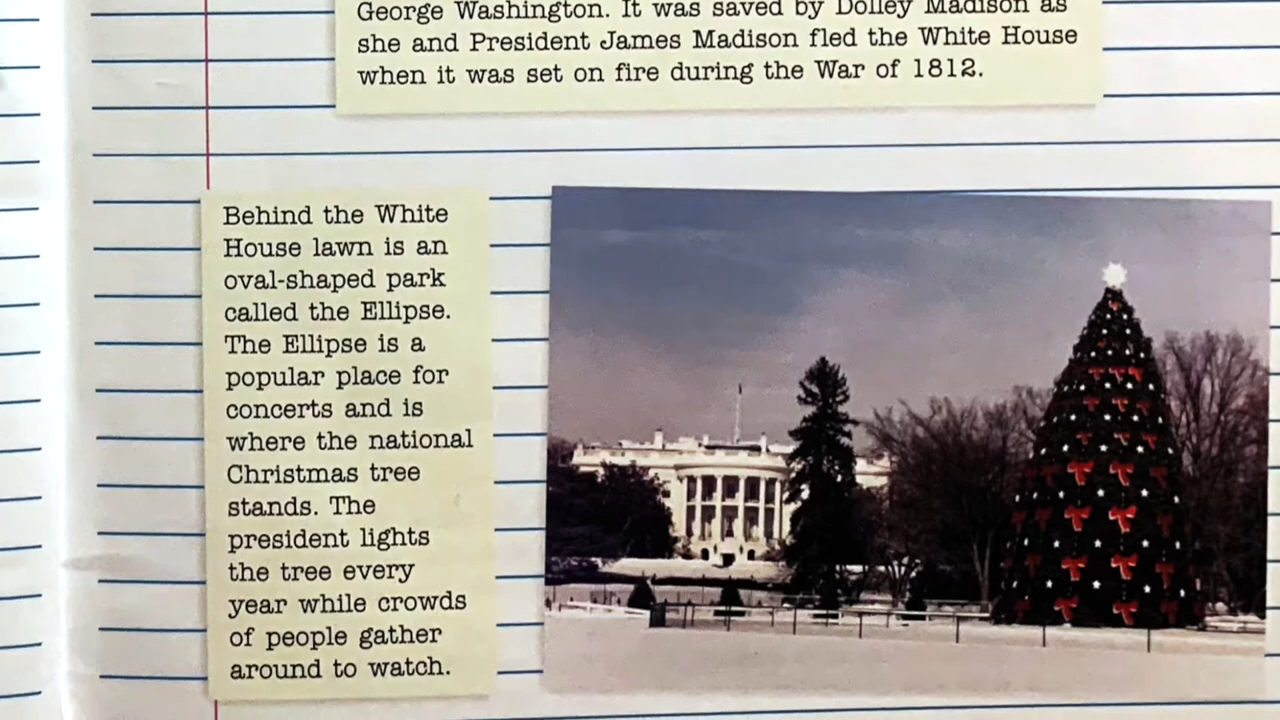 George Washington. It was saved by Dolley Madison as
she and President James Madison fled the White House
when it was set on fire during the War of 1812.
Behind the White
House lawn is an
oval-shaped park
called the Ellipse.
The Ellipse is a
popular place for
concerts and is
where the national
Christmas tree
stands. The
president lights
the tree every
year while crowds
of people gather
around to watch.